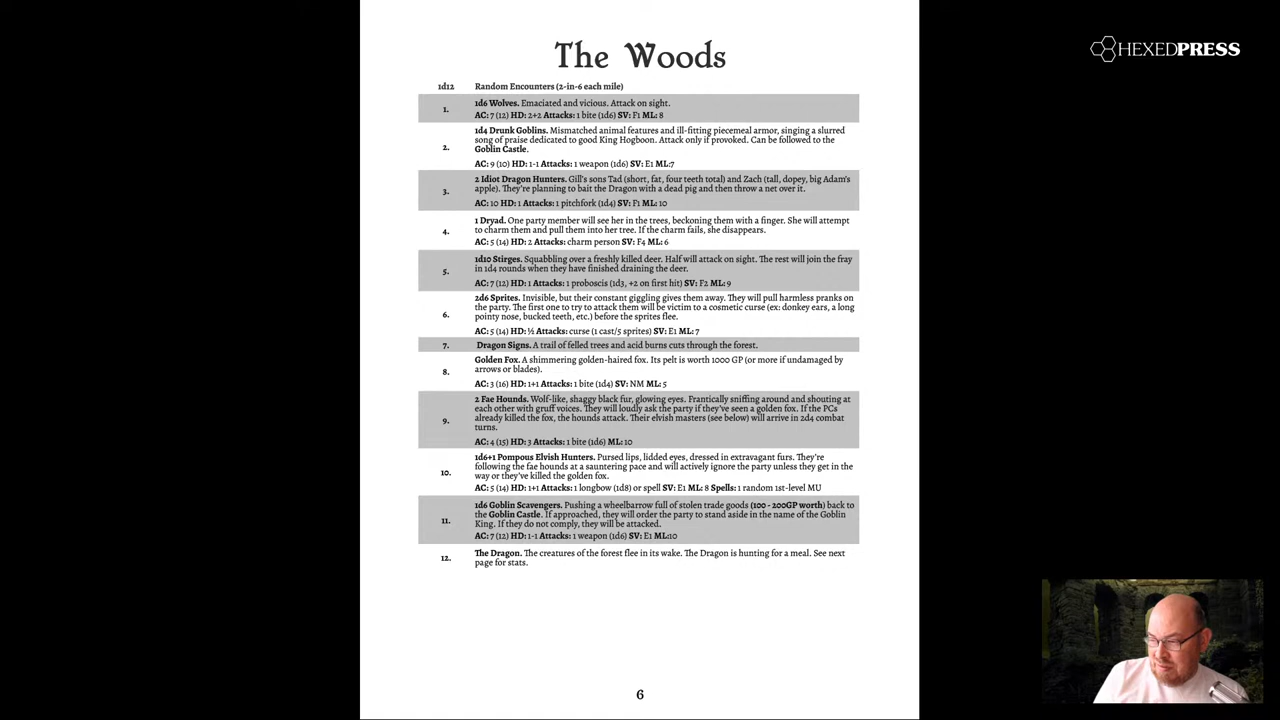 HEXEDPRESS
The Woods
1d12 Random Encounters (2-in-6 each mile)
1. 1d6 Wolves. Emaciated and vicious. Attack on sight.
AC: 7 (12) HD: 2+2 Attacks: 1 bite (1d6) SV: F1 ML: 8
2. 1d4 Drunk Goblins. Mismatched animal features and ill-fitting piecemeal armor, singing a slurred
song of praise dedicated to good King Hogboon. Attack only if provoked. Can be followed to the
Goblin Castle.
AC: 9 (10) HD: 1-1 Attacks: 1 weapon (1d6) SV: E1 ML:7
3. 2 Idiot Dragon Hunters. Gill's sons Tad (short, fat, four teeth total) and Zach (tall, dopey, big Adam's
apple). They're planning to bait the Dragon with a dead pig and then throw a net over it.
AC: 10 HD: 1 Attacks: 1 pitchfork (1d4) SV: F1 ML: 10
4. 1 Dryad. One party member will see her in the trees, beckoning them with a finger. She will attempt
to charm them and pull them into her tree. If the charm fails, she disappears.
AC: 5 (14) HD: 2 Attacks: charm person SV: F4 ML: 6
5. 1d10 Stirges. Squabbling over a freshly killed deer. Half will attack on sight. The rest will join the fray
in 1d4 rounds when they have finished draining the deer.
AC: 7 (12) HD: 1 Attacks: 1 proboscis (1d3, +2 on first hit) SV: F2 ML: 9
6. 2d6 Sprites. Invisible, but their constant giggling gives them away. They will pull harmless pranks on
the party. The first one to try to attack them will be victim to a cosmetic curse (ex: donkey ears, a long
pointy nose, bucked teeth, etc.) before the sprites flee.
AC: 5 (14) HD: ½ Attacks: curse (1 cast/5 sprites) SV: E1 ML: 7
7. Dragon Signs. A trail of felled trees and acid burns cuts through the forest.
8. Golden Fox. A shimmering golden-haired fox. Its pelt is worth 1000 GP (or more if undamaged by
arrows or blades).
AC: 3 (16) HD: 1+1 Attacks: 1 bite (1d4) SV: NM ML: 5
9. 2 Fae Hounds. Wolf-like, shaggy black fur, glowing eyes. Frantically sniffing around and shouting at
each other with gruff voices. They will loudly ask the party if they've seen a golden fox. If the PCs
already killed the fox, the hounds attack. Their elvish masters (see below) will arrive in 2d4 combat
turns.
AC: 4 (15) HD: 3 Attacks: 1 bite (1d6) ML: 10
10. 1d6+1 Pompous Elvish Hunters. Pursed lips, lidded eyes, dressed in extravagant furs. They're
following the fae hounds at a sauntering pace and will actively ignore the party unless they get in the
way or they've killed the golden fox.
AC: 5 (14) HD: 1+1 Attacks: 1 longbow (1d8) or spell SV: E1 ML: 8 Spells: 1 random 1st-level MU
11. 1d6 Goblin Scavengers. Pushing a wheelbarrow full of stolen trade goods (100 - 200GP worth) back to
the Goblin Castle. If approached, they will order the party to stand aside in the name of the Goblin
King. If they do not comply, they will be attacked.
AC: 7 (12) HD: 1-1 Attacks: 1 weapon (1d6) SV: E1 ML:10
12. The Dragon. The creatures of the forest flee in its wake. The Dragon is hunting for a meal. See next
page for stats.
6